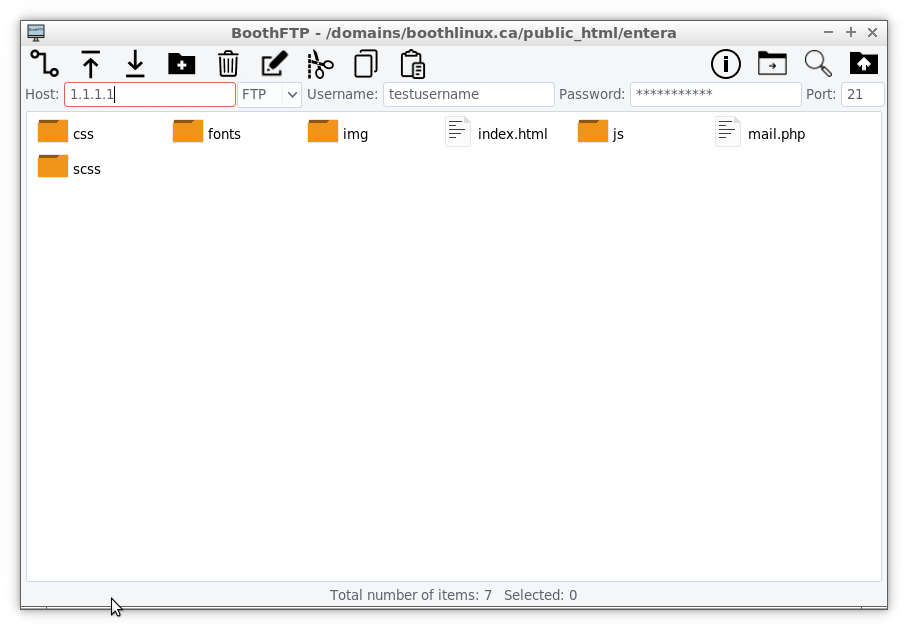 BoothFTP - /domains/boothlinux.ca/public_html/entera
Host: 1.1.1.1 FTP Username: testusername Password: *********** Port: 21
css fonts img index.html js mail.php
scss
Total number of items: 7 Selected: 0